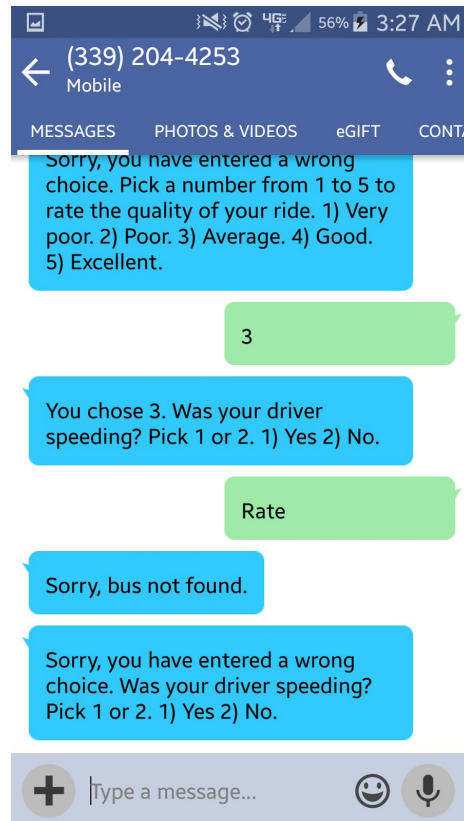 4GE 56% 3:27 AM
(339) 204-4253
Mobile
MESSAGES PHOTOS & VIDEOS eGIFT CONTA
Sorry, you have entered a wrong
choice. Pick a number from 1 to 5 to
rate the quality of your ride. 1) Very
poor. 2) Poor. 3) Average. 4) Good.
5) Excellent.
3
You chose 3. Was your driver
speeding? Pick 1 or 2. 1) Yes 2) No.
Rate
Sorry, bus not found.
Sorry, you have entered a wrong
choice. Was your driver speeding?
Pick 1 or 2. 1) Yes 2) No.
Type a message...